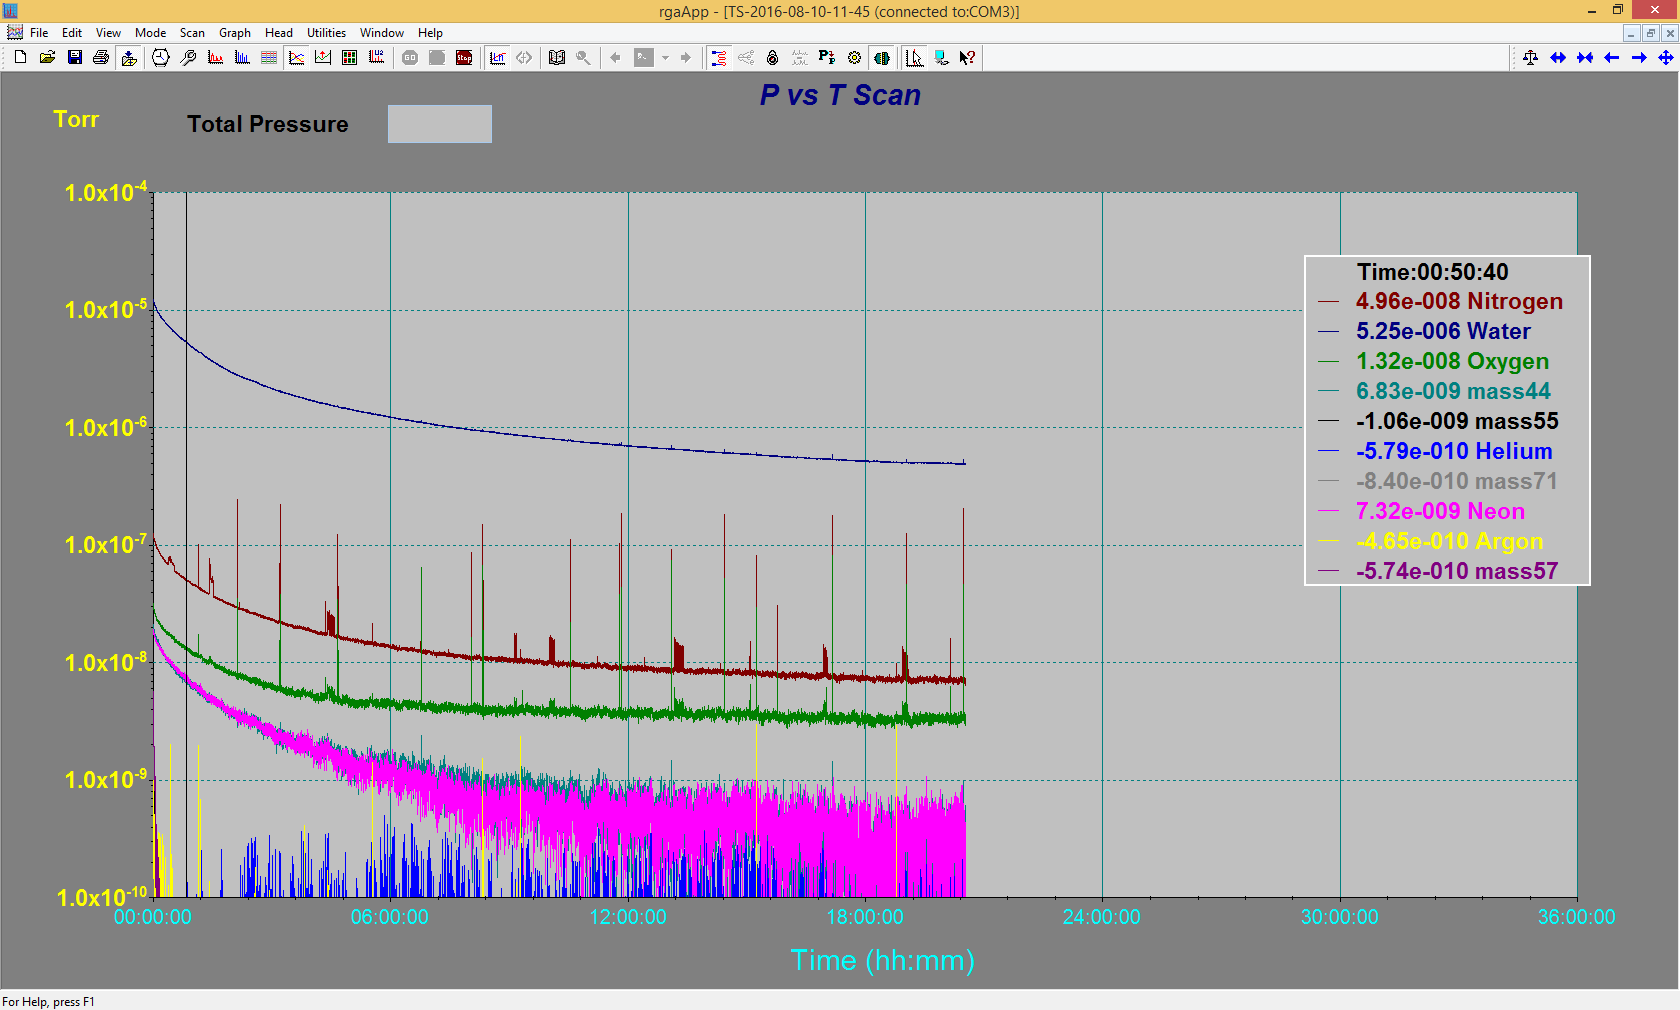 rgaApp - [TS-2016-08-10-11-45 (connected to:COM3)]
File Edit View Mode Scan Graph Head Utilities Window Help
GO Stop
P vs T Scan
Torr
Total Pressure
1.0x10-4
1.0x10-5
1.0x10-6
1.0x10-7
1.0x10-8
1.0x10-9
1.0x10-10
Time:00:50:40
4.96e-008 Nitrogen
5.25e-006 Water
1.32e-008 Oxygen
6.83e-009 mass44
-1.06e-009 mass55
-5.79e-010 Helium
-8.40e-010 mass71
7.32e-009 Neon
-4.65e-010 Argon
-5.74e-010 mass57
00:00:00 06:00:00 12:00:00 18:00:00 24:00:00 30:00:00 36:00:00
Time (hh:mm)
For Help, press F1